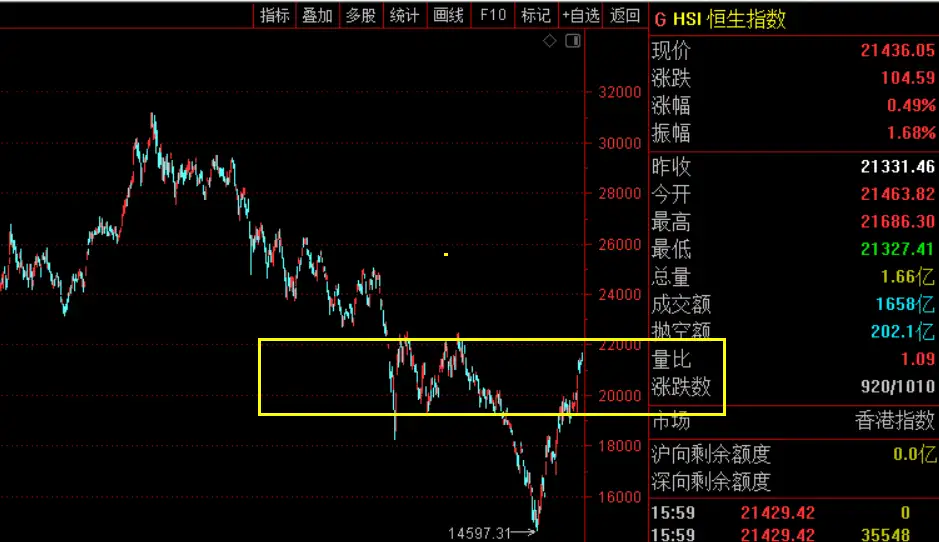 指标 叠加 多股 统计 画线 F10 标记 +自选 返回
G HSI 恒生指数
现价 21436.05
涨跌 104.59
涨幅 0.49%
振幅 1.68%
昨收 21331.46
今开 21463.82
最高 21686.30
最低 21327.41
总量 1.66亿
成交额 1658亿
抛空额 202.1亿
量比 1.09
涨跌数 920/1010
市场 香港指数
沪向剩余额度 0.0亿
深向剩余额度
15:59 21429.42 0
15:59 21429.42 35548
32000
30000
28000
26000
24000
22000
20000
18000
16000
14597.31